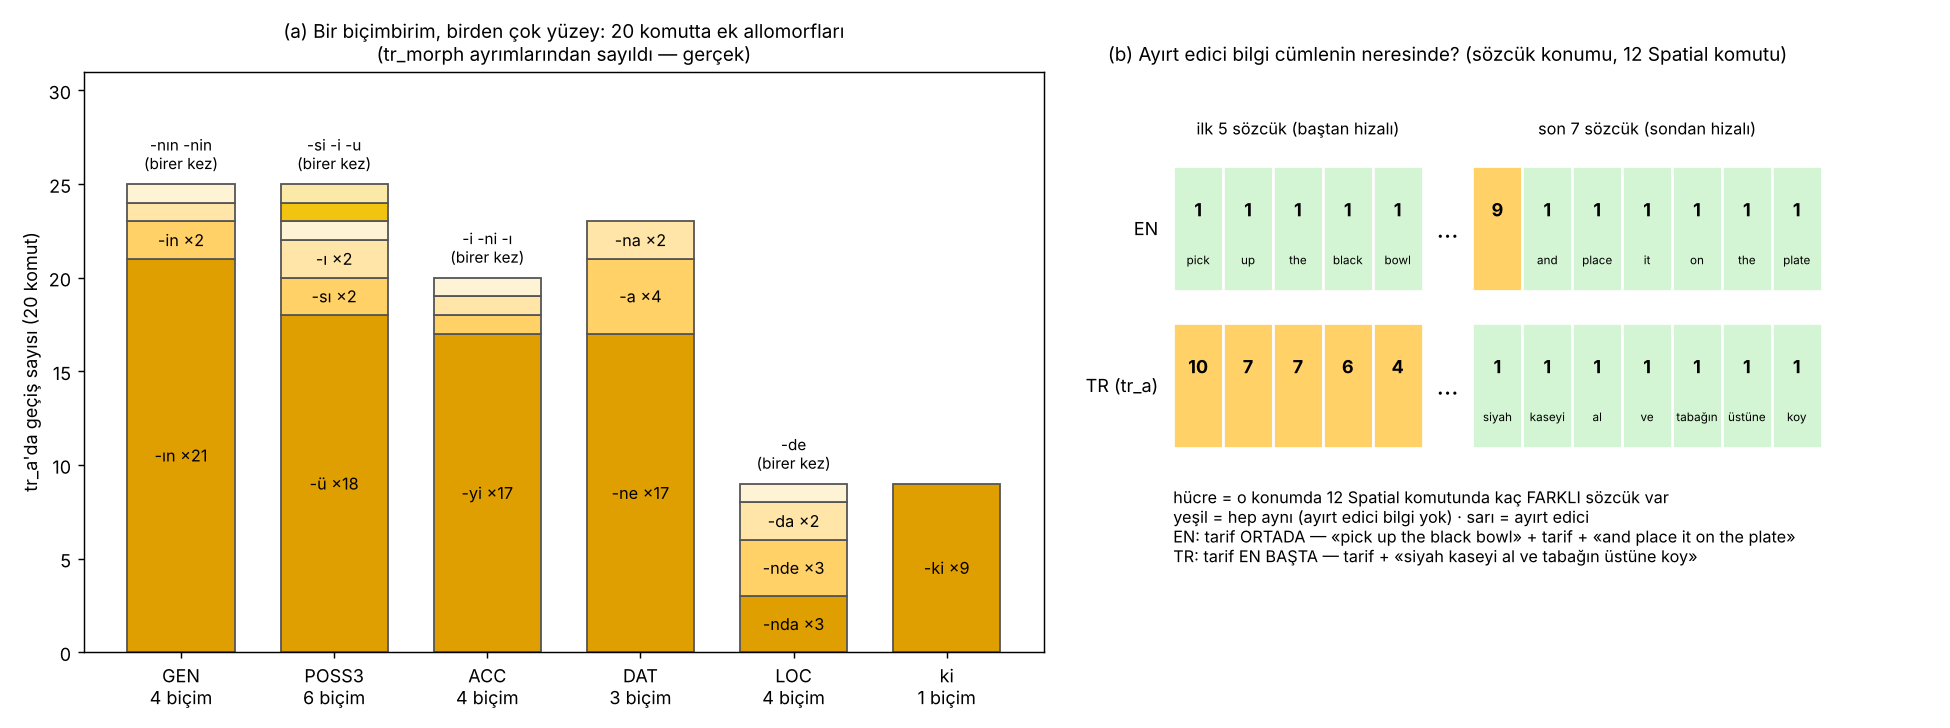 (a) Bir biçimbirim, birden çok yüzey: 20 komutta ek allomorfları
(tr_morph ayrımlarından sayıldı — gerçek)
tr_a'da geçiş sayısı (20 komut)
30
25
20
15
10
5
0
-nın -nin
(birer kez)
-in ×2
-ın ×21
-si -i -u
(birer kez)
-ı ×2
-sı ×2
-ü ×18
-i -ni -ı
(birer kez)
-yi ×17
-na ×2
-a ×4
-ne ×17
-de
(birer kez)
-da ×2
-nde ×3
-nda ×3
-ki ×9
GEN
4 biçim
POSS3
6 biçim
ACC
4 biçim
DAT
3 biçim
LOC
4 biçim
ki
1 biçim
(b) Ayırt edici bilgi cümlenin neresinde? (sözcük konumu, 12 Spatial komutu)
ilk 5 sözcük (baştan hizalı)
son 7 sözcük (sondan hizalı)
EN
1 1 1 1 1 ... 9 1 1 1 1 1 1
pick up the black bowl and place it on the plate
TR (tr_a)
10 7 7 6 4 ... 1 1 1 1 1 1 1
siyah kaseyi al ve tabağın üstüne koy
hücre = o konumda 12 Spatial komutunda kaç FARKLI sözcük var
yeşil = hep aynı (ayırt edici bilgi yok) · sarı = ayırt edici
EN: tarif ORTADA — «pick up the black bowl» + tarif + «and place it on the plate»
TR: tarif EN BAŞTA — tarif + «siyah kaseyi al ve tabağın üstüne koy»